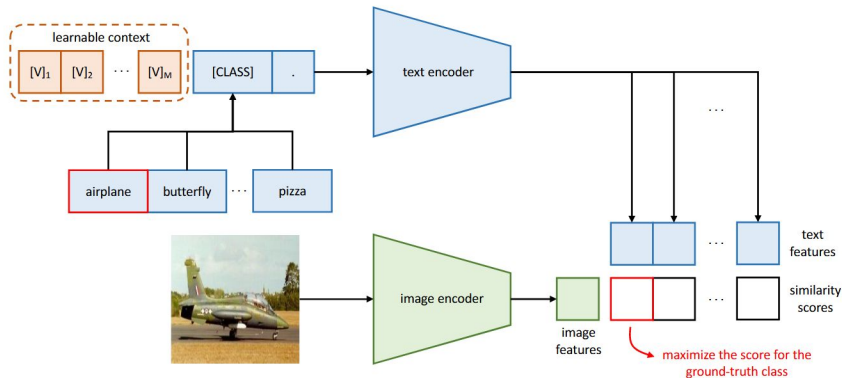 learnable context
[V]₁ [V]₂ ... [V]ₘ [CLASS] .
text encoder
...
airplane butterfly ... pizza
text
features
...
image encoder
similarity
scores
...
image
features
maximize the score for the
ground-truth class